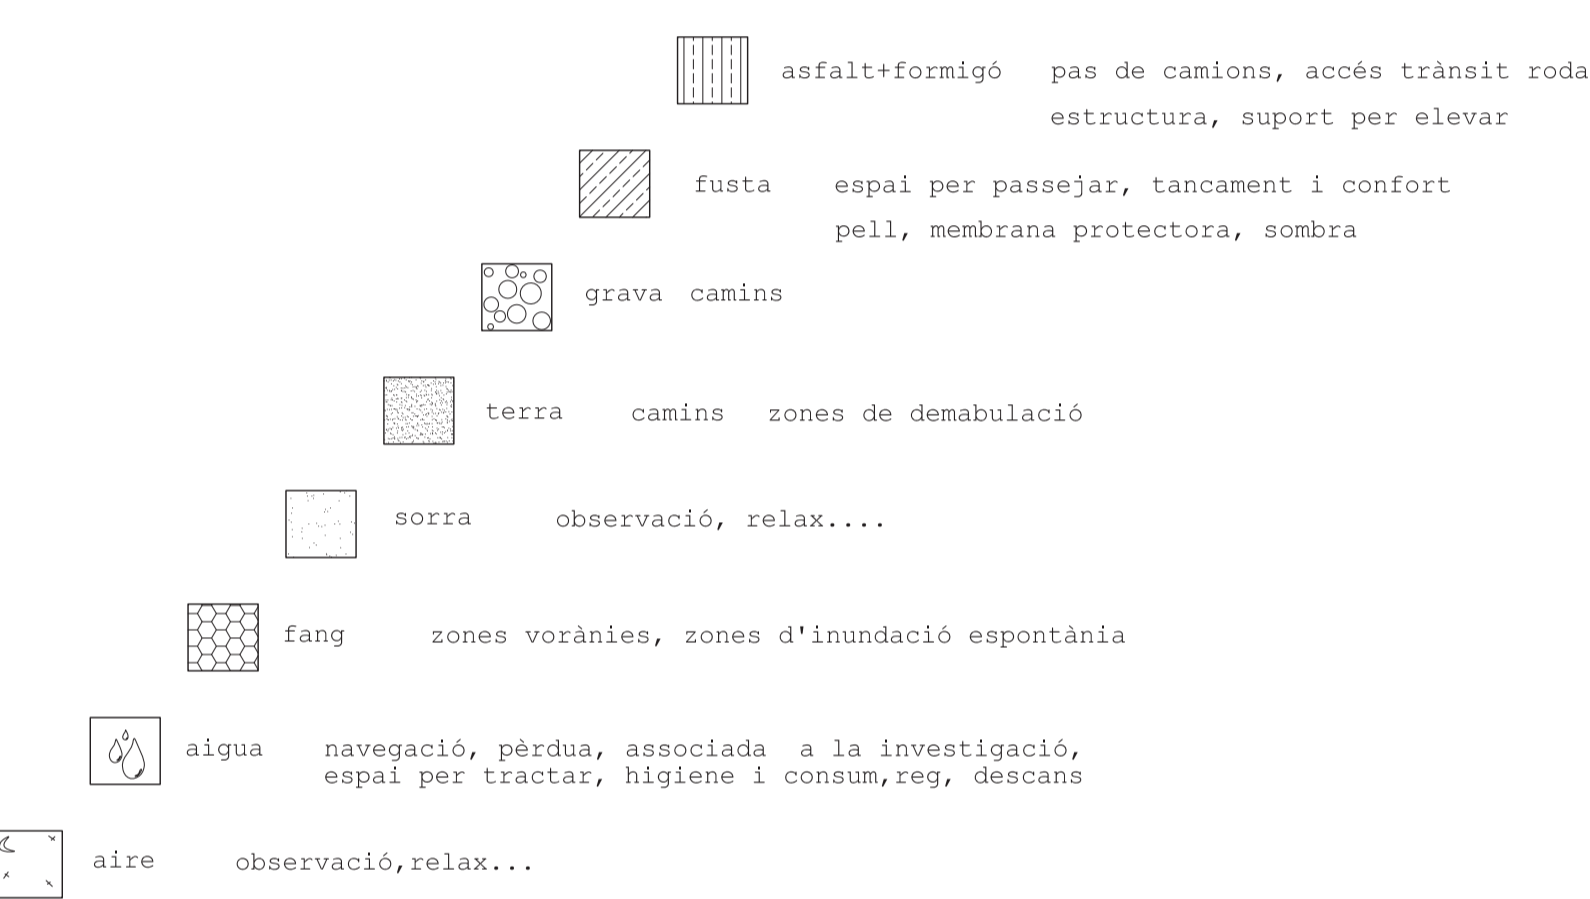 asfalt+formigó pas de camions, accés trànsit roda
estructura, suport per elevar
fusta espai per passejar, tancament i confort
pell, membrana protectora, sombra
grava camins
terra camins zones de demabulació
sorra observació, relax....
fang zones vorànies, zones d'inundació espontània
aigua navegació, pèrdua, associada a la investigació,
espai per tractar, higiene i consum,reg, descans
aire observació,relax...